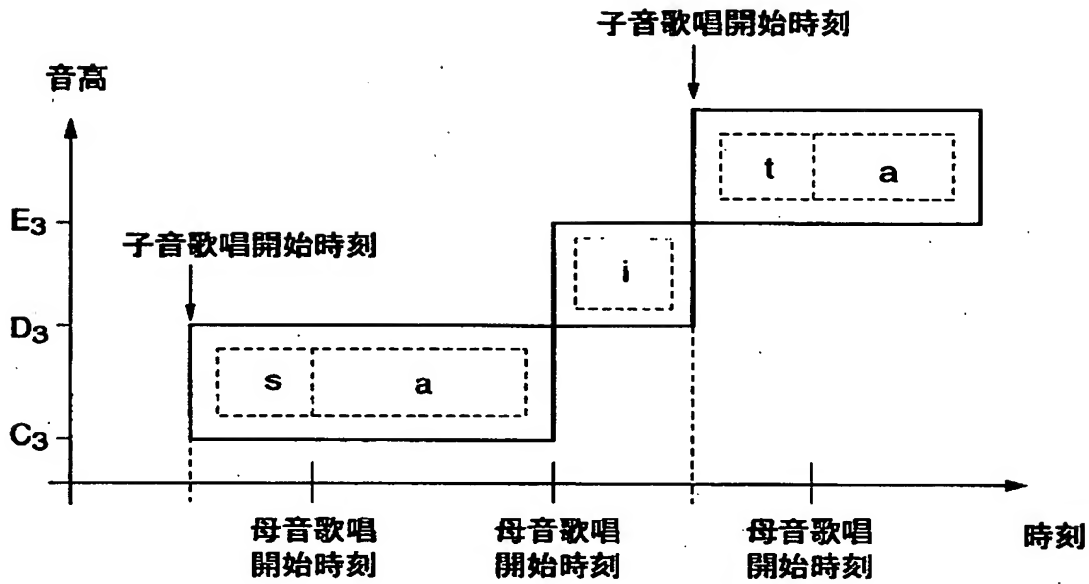 子音歌唱開始時刻
音高
t a
E3
子音歌唱開始時刻
i
D3
s a
C3
母音歌唱
開始時刻
母音歌唱
開始時刻
母音歌唱
開始時刻
時刻